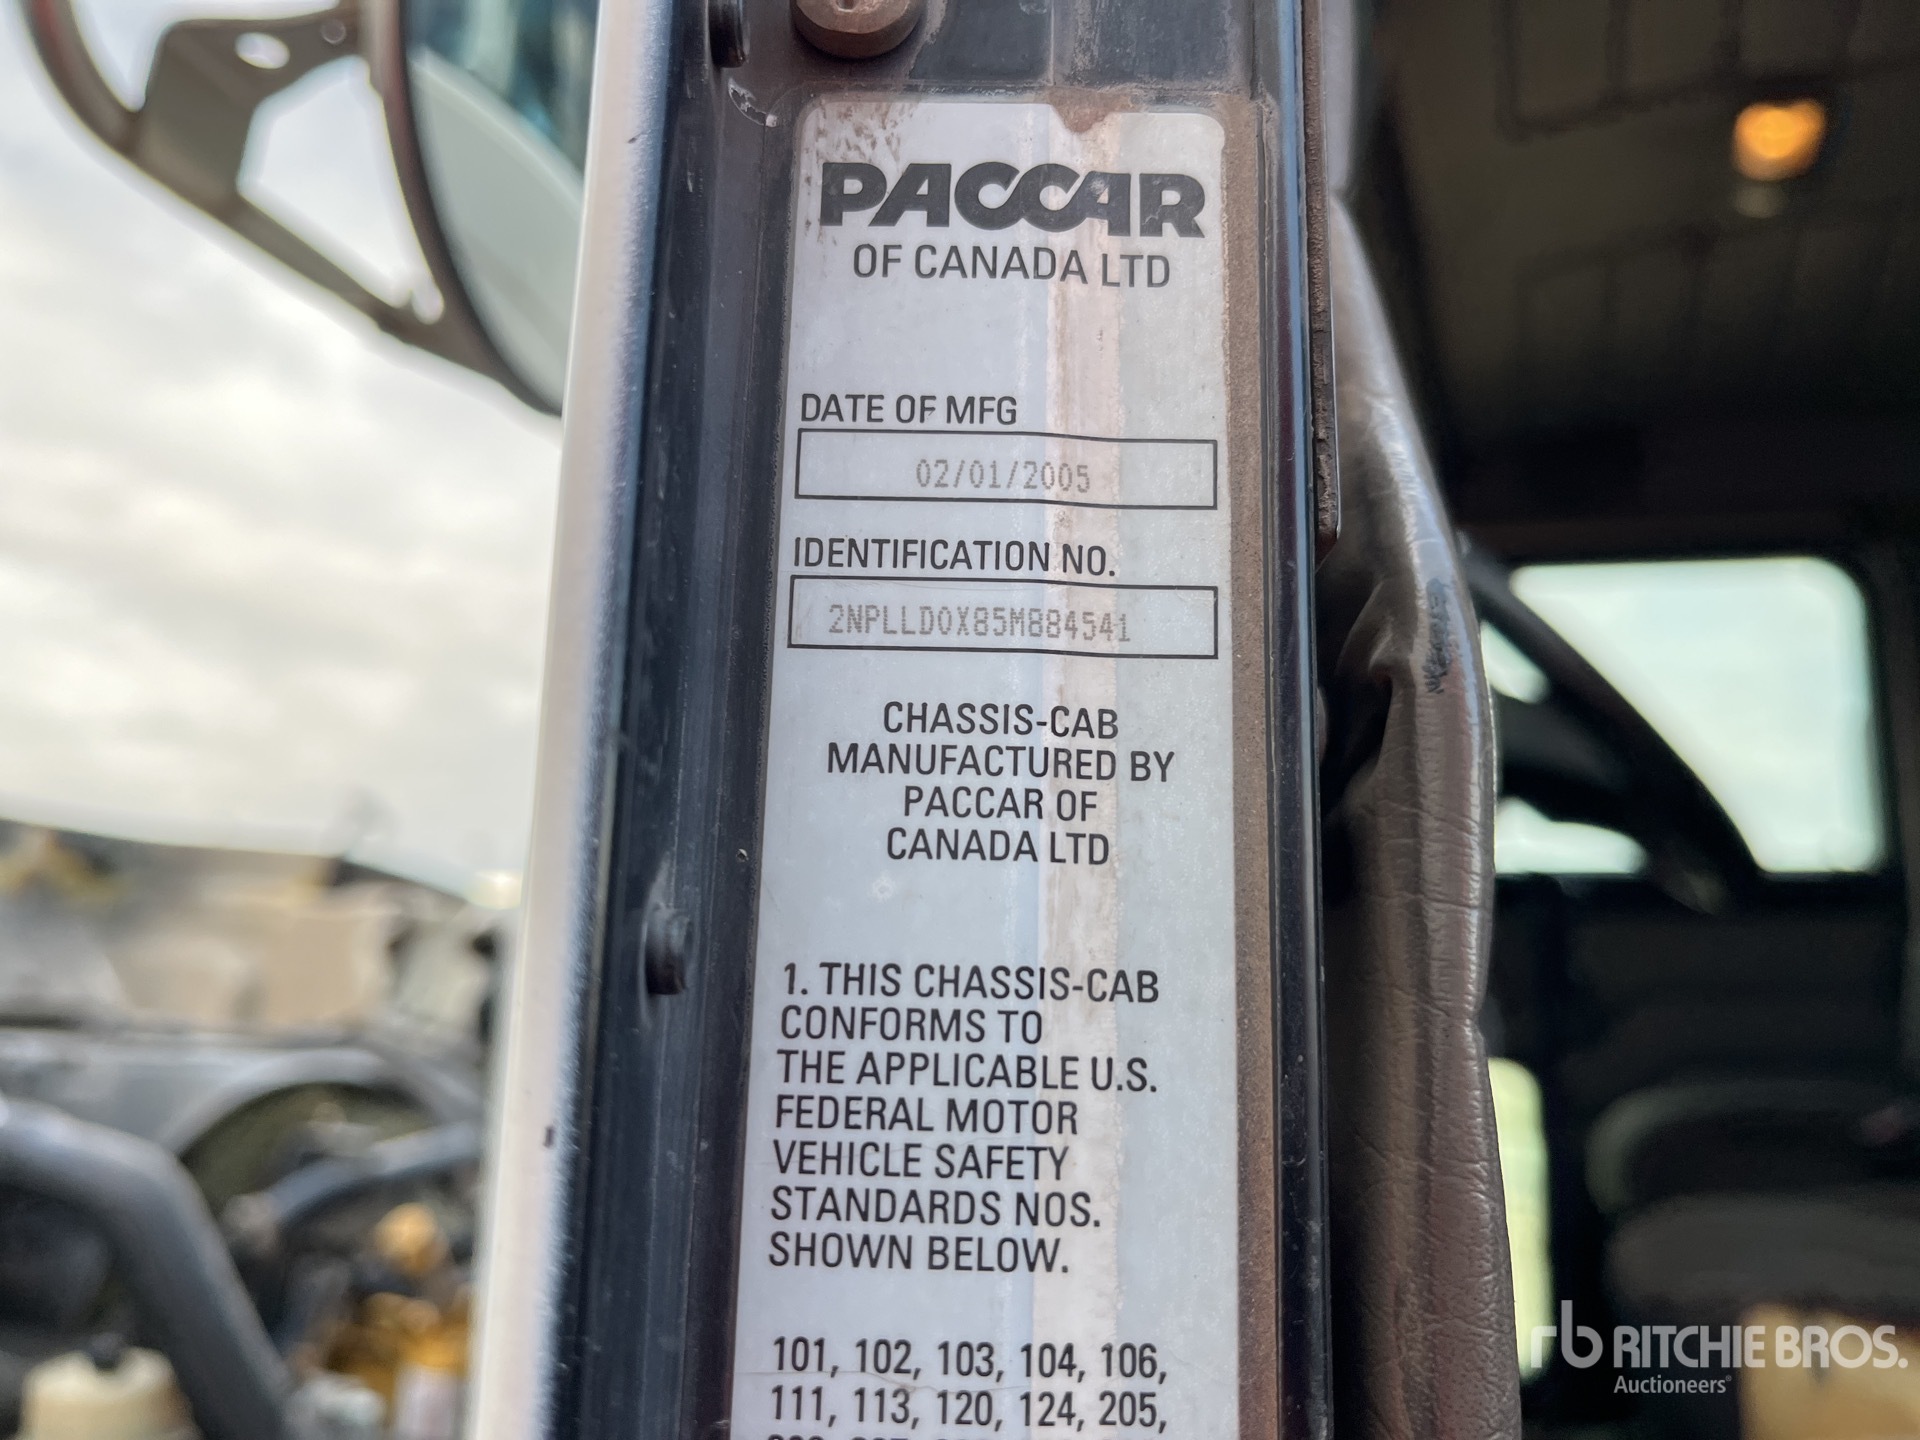 PACCAR
OF CANADA LTD
DATE OF MFG
02/01/2005
IDENTIFICATION NO.
2NPLLD0X85M884541
CHASSIS-CAB
MANUFACTURED BY
PACCAR OF
CANADA LTD
1. THIS CHASSIS-CAB
CONFORMS TO
THE APPLICABLE U.S.
FEDERAL MOTOR
VEHICLE SAFETY
STANDARDS NOS.
SHOWN BELOW.
101, 102, 103, 104, 106,
111, 113, 120, 124, 205,
rb RITCHIE BROS.
Auctioneers